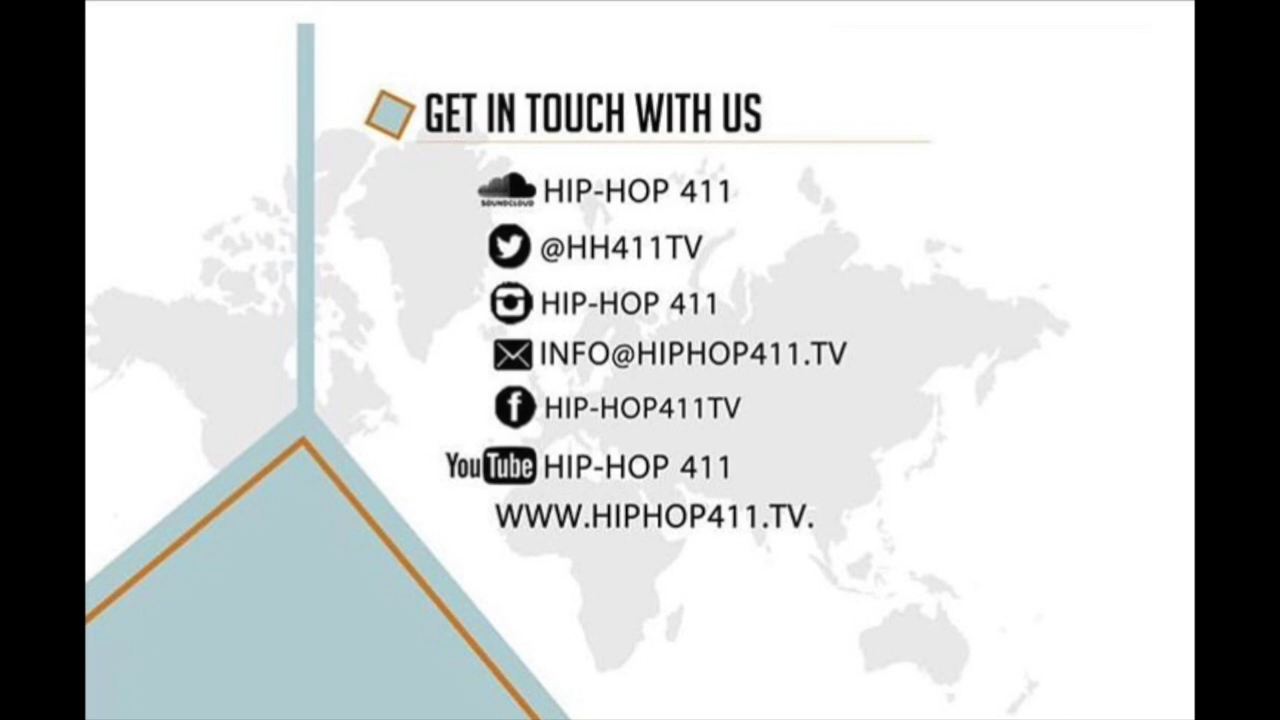 GET IN TOUCH WITH US
SOUNDCLOUD HIP-HOP 411
@HH411TV
HIP-HOP 411
INFO@HIPHOP411.TV
f HIP-HOP411TV
YouTube HIP-HOP 411
WWW.HIPHOP411.TV.